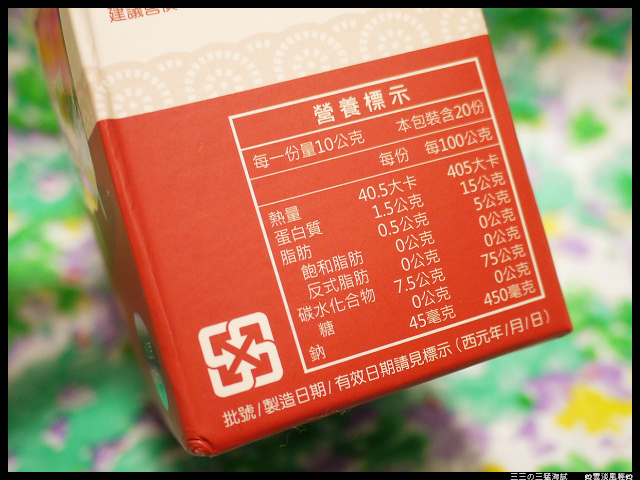 建議
營養標示
每一份量10公克 本包裝含20份
每份 每100公克
熱量 40.5大卡 405大卡
蛋白質 1.5公克 15公克
脂肪 0.5公克 5公克
飽和脂肪 0公克 0公克
反式脂肪 0公克 0公克
碳水化合物 7.5公克 75公克
糖 0公克 0公克
鈉 45毫克 450毫克
批號/製造日期/有效日期請見標示(西元年/月/日)